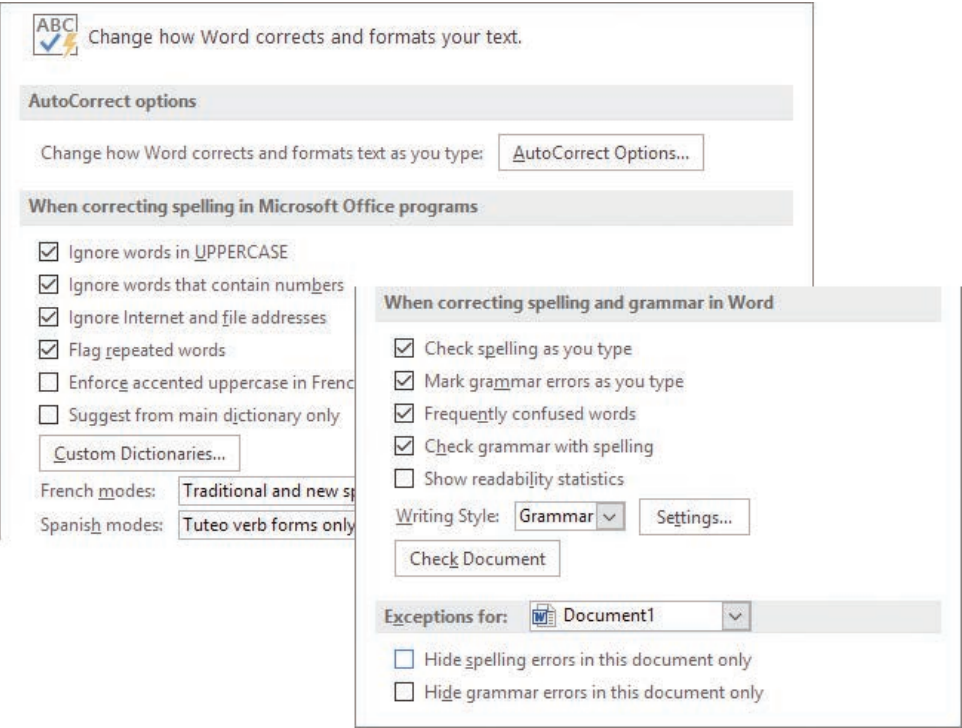 ABC
Change how Word corrects and formats your text.
AutoCorrect options
Change how Word corrects and formats text as you type: AutoCorrect Options...
When correcting spelling in Microsoft Office programs
Ignore words in UPPERCASE
Ignore words that contain numbers
Ignore Internet and file addresses
Flag repeated words
Enforce accented uppercase in Frenc
Suggest from main dictionary only
Custom Dictionaries...
French modes: Traditional and new sp
Spanish modes: Tuteo verb forms only
When correcting spelling and grammar in Word
Check spelling as you type
Mark grammar errors as you type
Frequently confused words
Check grammar with spelling
Show readability statistics
Writing Style: Grammar Settings...
Check Document
Exceptions for: Document1
Hide spelling errors in this document only
Hide grammar errors in this document only